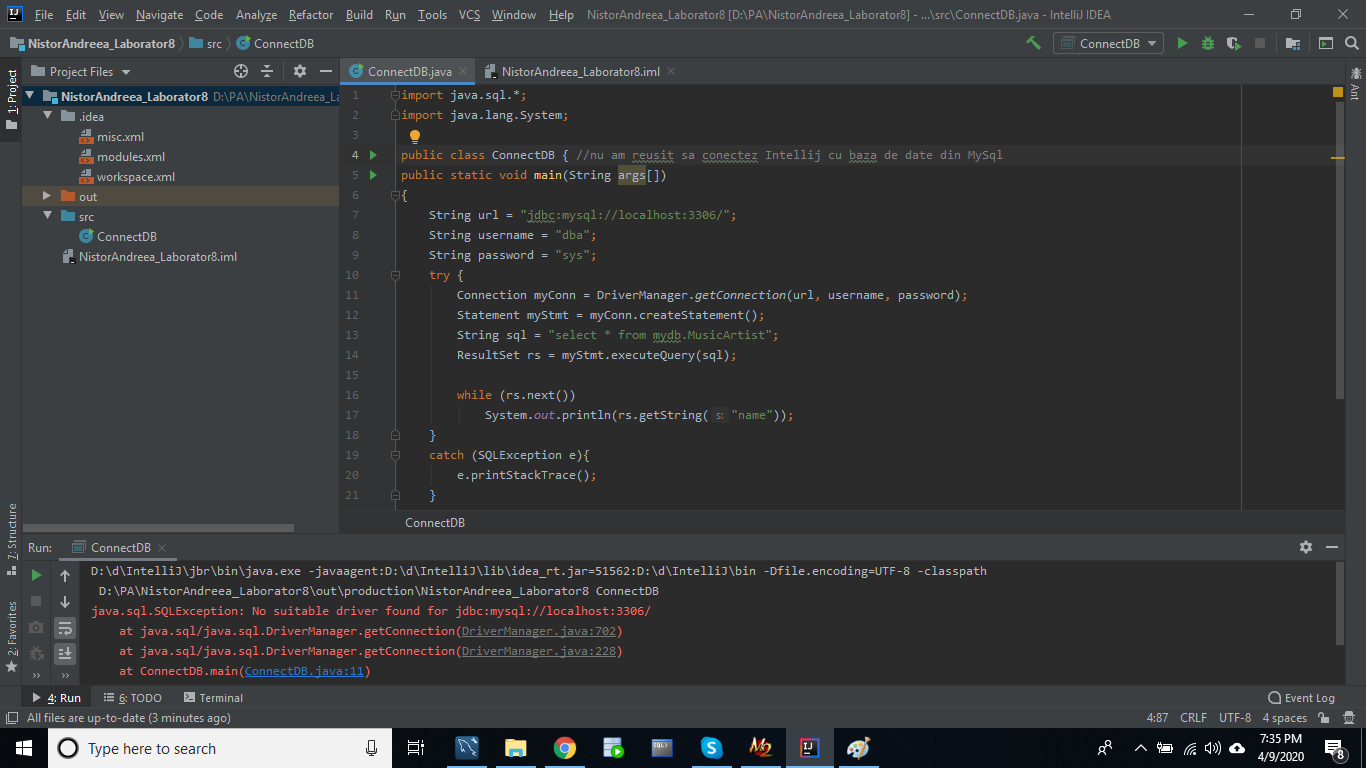 File Edit View Navigate Code Analyze Refactor Build Run Tools VCS Window Help NistorAndreea_Laborator8 [D:\PA\NistorAndreea_Laborator8] - ...\src\ConnectDB.java - IntelliJ IDEA
NistorAndreea_Laborator8 src ConnectDB ConnectDB
1: Project
Project Files
NistorAndreea_Laborator8 D:\PA\NistorAndreea_La
.idea
misc.xml
modules.xml
workspace.xml
out
src
ConnectDB
NistorAndreea_Laborator8.iml
ConnectDB.java NistorAndreea_Laborator8.iml
Ant
1 import java.sql.*;
2 import java.lang.System;
3
4 public class ConnectDB { //nu am reusit sa conectez Intellij cu baza de date din MySql
5 public static void main(String args[])
6 {
7 String url = "jdbc:mysql://localhost:3306/";
8 String username = "dba";
9 String password = "sys";
10 try {
11 Connection myConn = DriverManager.getConnection(url, username, password);
12 Statement myStmt = myConn.createStatement();
13 String sql = "select * from mydb.MusicArtist";
14 ResultSet rs = myStmt.executeQuery(sql);
15
16 while (rs.next())
17 System.out.println(rs.getString( s: "name"));
18 }
19 catch (SQLException e){
20 e.printStackTrace();
21 }
ConnectDB
7: Structure
2: Favorites
Run: ConnectDB
D:\d\IntelliJ\jbr\bin\java.exe -javaagent:D:\d\IntelliJ\lib\idea_rt.jar=51562:D:\d\IntelliJ\bin -Dfile.encoding=UTF-8 -classpath
D:\PA\NistorAndreea_Laborator8\out\production\NistorAndreea_Laborator8 ConnectDB
java.sql.SQLException: No suitable driver found for jdbc:mysql://localhost:3306/
at java.sql/java.sql.DriverManager.getConnection(DriverManager.java:702)
at java.sql/java.sql.DriverManager.getConnection(DriverManager.java:228)
at ConnectDB.main(ConnectDB.java:11)
4: Run 6: TODO Terminal Event Log
All files are up-to-date (3 minutes ago) 4:87 CRLF UTF-8 4 spaces
Type here to search
SQL
7:35 PM
4/9/2020
8